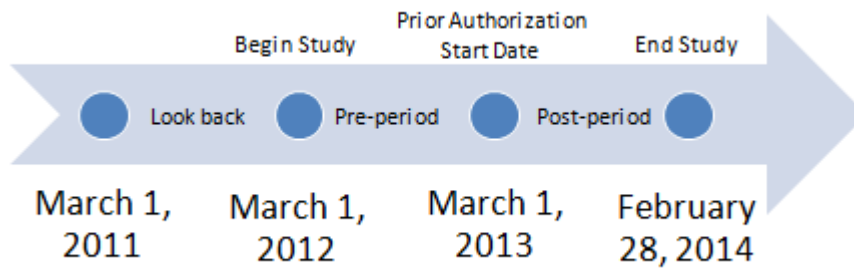 Begin Study
Prior Authorization
Start Date
End Study
Look back
Pre-period
Post-period
March 1,
2011
March 1,
2012
March 1,
2013
February
28, 2014